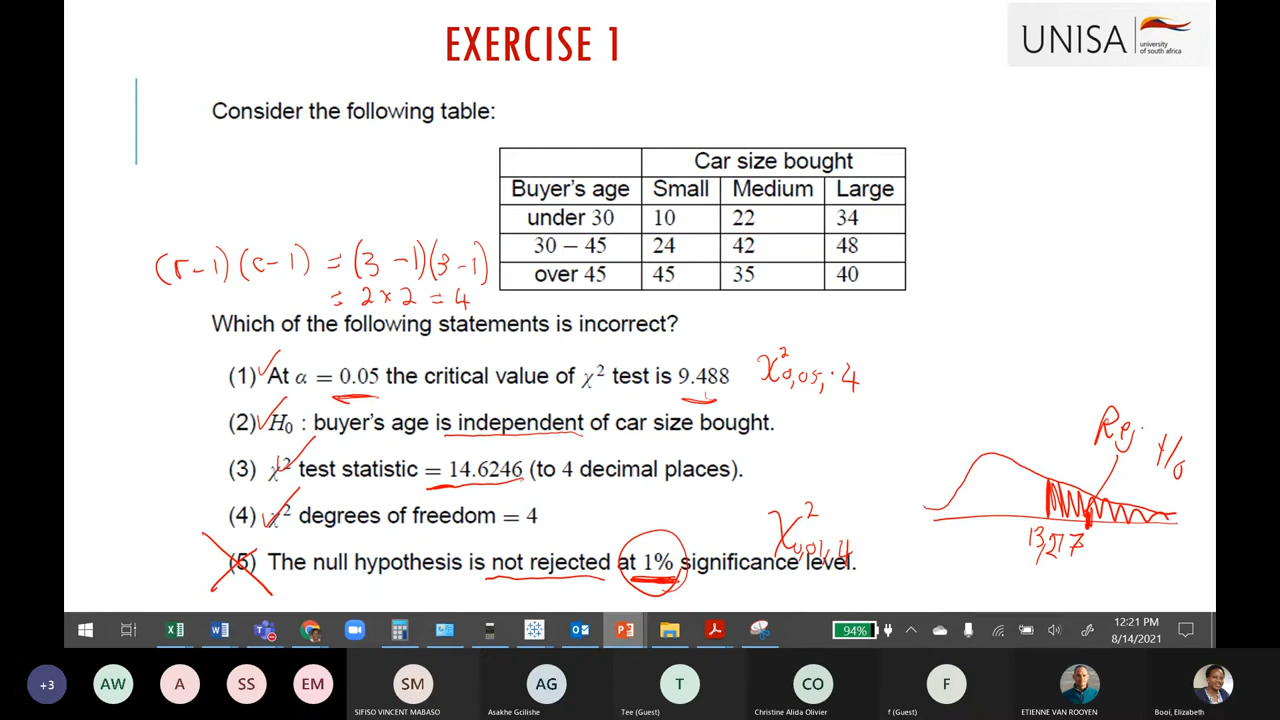 EXERCISE 1
UNISA
university
of south africa
Consider the following table:
Car size bought
Buyer's age Small Medium Large
under 30 10 22 34
30 – 45 24 42 48
over 45 45 35 40
(r-1)(c-1) = (3-1)(3-1)
= 2 × 2 = 4
Which of the following statements is incorrect?
(1) At α = 0.05 the critical value of χ² test is 9.488
χ²0,05, 4
(2) H₀ : buyer's age is independent of car size bought.
(3) χ² test statistic = 14.6246 (to 4 decimal places).
Rej
H₀
(4) χ² degrees of freedom = 4
χ²0,01, 4
13,277
(5) The null hypothesis is not rejected at 1% significance level.
94%
12:21 PM
8/14/2021
+3 AW A SS EM SM AG T CO F
SIFISO VINCENT MABASO Asakhe Gcilishe Tee (Guest) Christine Alida Olivier f (Guest) ETIENNE VAN ROOYEN Booi, Elizabeth